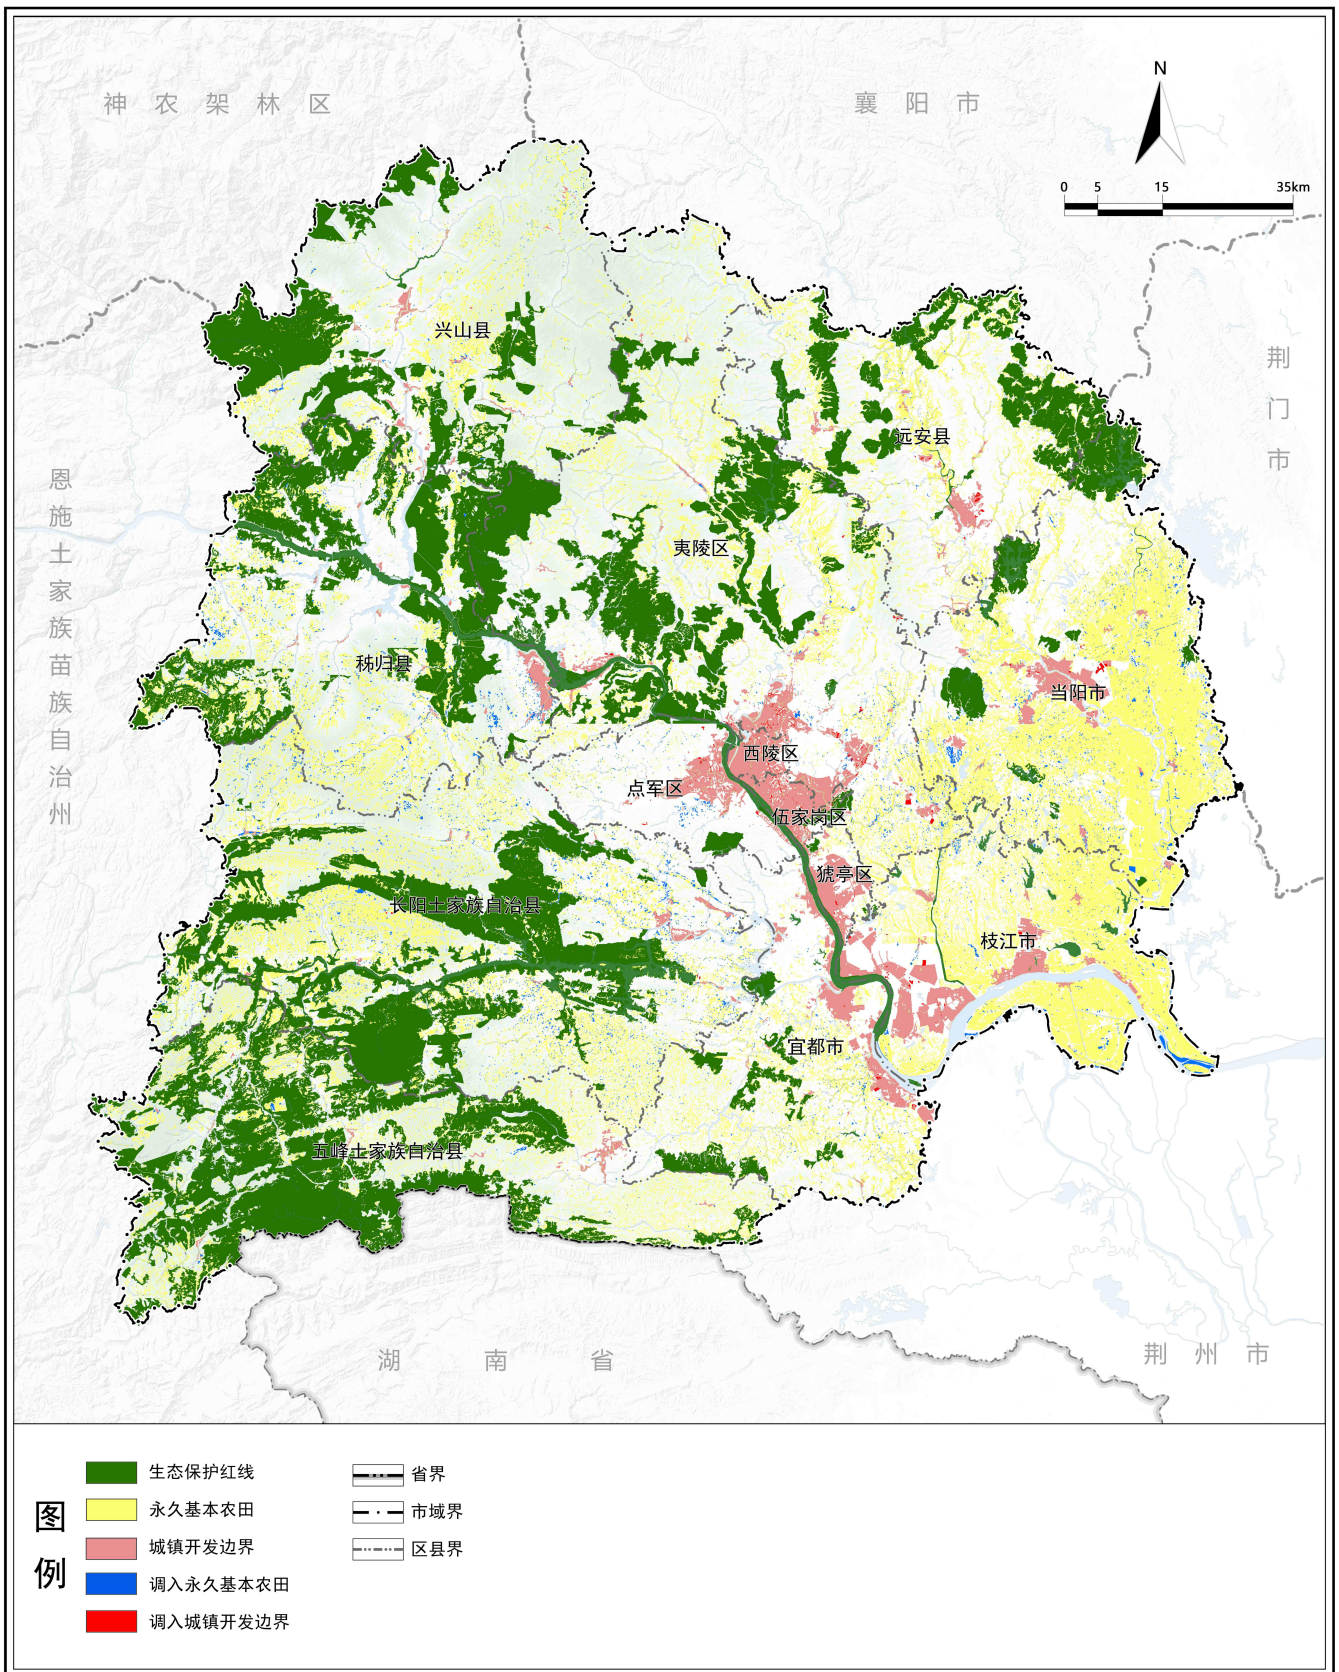 N
0 5 15 35km
神农架林区
襄阳市
荆门市
恩施土家族苗族自治州
兴山县
远安县
夷陵区
秭归县
当阳市
西陵区
点军区
伍家岗区
猇亭区
长阳土家族自治县
枝江市
宜都市
五峰土家族自治县
湖南省
荆州市
图例
生态保护红线
永久基本农田
城镇开发边界
调入永久基本农田
调入城镇开发边界
省界
市域界
区县界